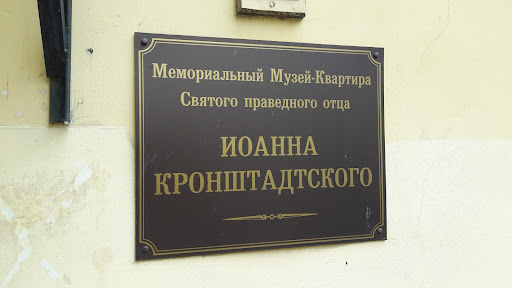 Мемориальный Музей-Квартира
Святого праведного отца
ИОАННА
КРОНШТАДТСКОГО